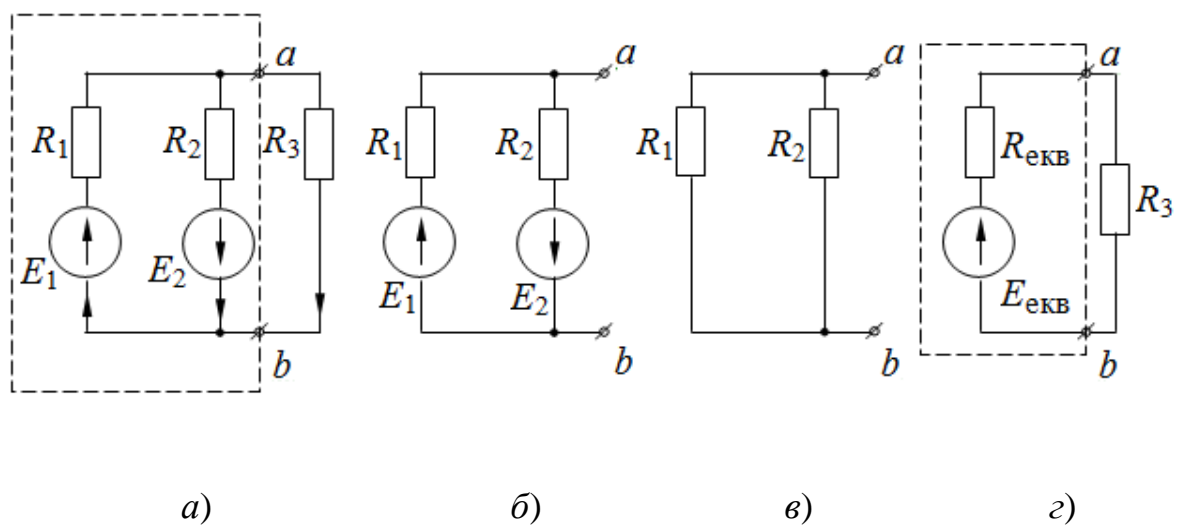 a a a a
R1 R2 R3 R1 R2 R1 R2 Rекв R3
E1 E2 E1 E2 Eекв
b b b b
а) б) в) г)